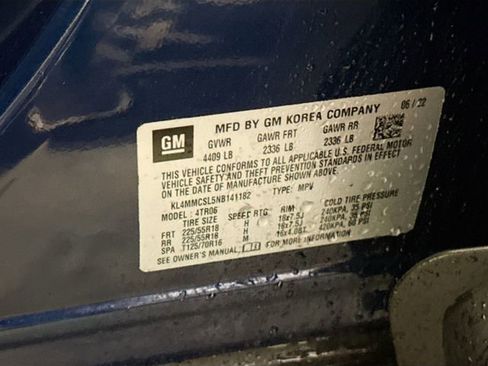 GM
MFD BY GM KOREA COMPANY 06 / 22
GVWR GAWR FRT GAWR RR
4409 LB 2336 LB 2336 LB
THIS VEHICLE CONFORMS TO ALL APPLICABLE U.S. FEDERAL MOTOR
VEHICLE SAFETY AND THEFT PREVENTION STANDARDS IN EFFECT
ON THE DATE OF MANUFACTURE SHOWN ABOVE.
KL4MMCSL5NB141182 TYPE: MPV
MODEL: 4TR06
TIRE SIZE SPEED RTG RIM COLD TIRE PRESSURE
FRT 225/55R18 H 18x7.5J 240KPA, 35 PSI
RR 225/55R18 H 18x7.5J 240KPA, 35 PSI
SPA T125/70R16 M 16x4.0BT 420KPA, 60 PSI
SEE OWNER'S MANUAL FOR MORE INFORMATION.